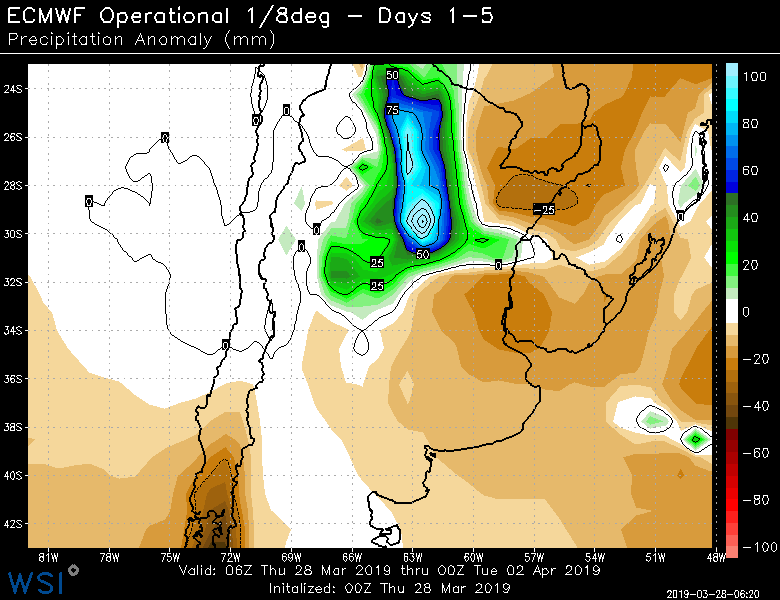 ECMWF Operational 1/8deg – Days 1–5
Precipitation Anomaly (mm)
24S
26S
28S
30S
32S
34S
36S
38S
40S
42S
50
75
0
0
0
0
0
0
0
0
0
−25
25
25
50
100
80
60
40
20
0
−20
−40
−60
−80
−100
81W 78W 75W 72W 69W 66W 63W 60W 57W 54W 51W 48W
Valid: 06Z Thu 28 Mar 2019 thru 00Z Tue 02 Apr 2019
Initalized: 00Z Thu 28 Mar 2019
WSI
2019-03-28-06:20